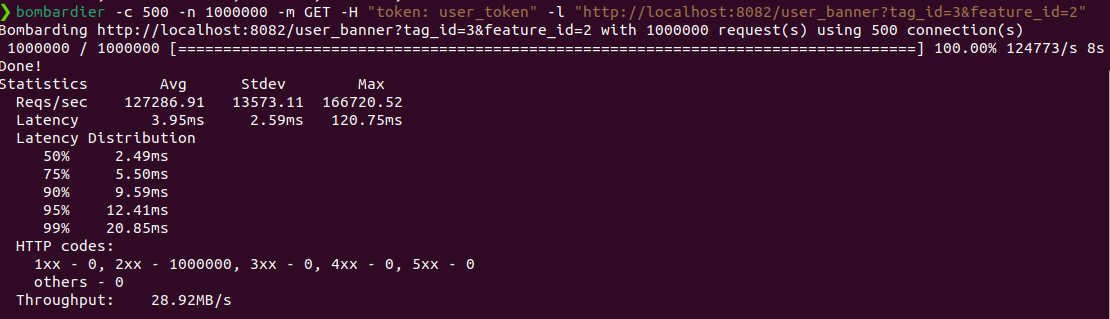 ❯ bombardier -c 500 -n 1000000 -m GET -H "token: user_token" -l "http://localhost:8082/user_banner?tag_id=3&feature_id=2"
Bombarding http://localhost:8082/user_banner?tag_id=3&feature_id=2 with 1000000 request(s) using 500 connection(s)
 1000000 / 1000000 [=====================================================================================] 100.00% 124773/s 8s
Done!
Statistics        Avg      Stdev        Max
  Reqs/sec    127286.91   13573.11  166720.52
  Latency        3.95ms     2.59ms   120.75ms
  Latency Distribution
     50%     2.49ms
     75%     5.50ms
     90%     9.59ms
     95%    12.41ms
     99%    20.85ms
  HTTP codes:
    1xx - 0, 2xx - 1000000, 3xx - 0, 4xx - 0, 5xx - 0
    others - 0
  Throughput:    28.92MB/s